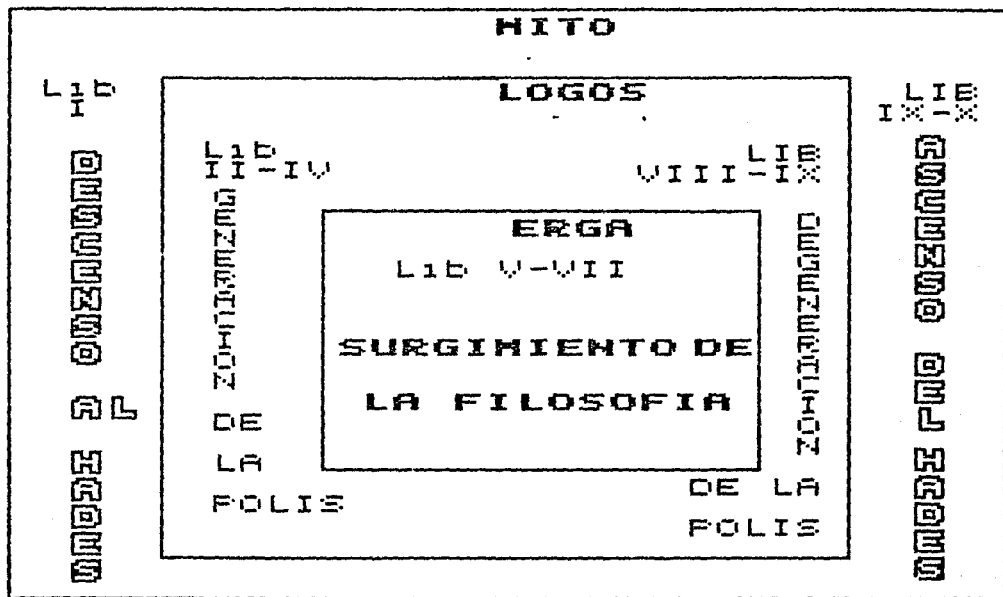 MITO
Lib
I
DESCENSO AL HADES
LOGOS
Lib
II-IV
GENERACION
DE
LA
POLIS
ERGA
Lib V-VII
SURGIMIENTO DE
LA FILOSOFIA
LIB
VIII-IX
DEGENERACION
DE LA
POLIS
LIB
IX-X
ASCENSO DEL HADES